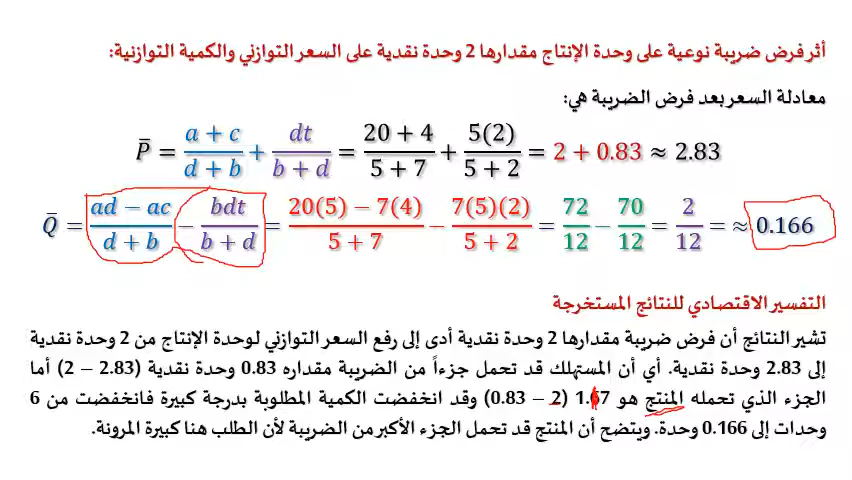 أثر فرض ضريبة نوعية على وحدة الإنتاج مقدارها 2 وحدة نقدية على السعر التوازني والكمية التوازنية:
معادلة السعر بعد فرض الضريبة هي:
P̄ = (a + c)/(d + b) + dt/(b + d) = (20 + 4)/(5 + 7) + 5(2)/(5 + 2) = 2 + 0.83 ≈ 2.83
Q̄ = (ad − ac)/(d + b) − bdt/(b + d) = (20(5) − 7(4))/(5 + 7) − 7(5)(2)/(5 + 2) = 72/12 − 70/12 = 2/12 = ≈ 0.166
التفسير الاقتصادي للنتائج المستخرجة
تشير النتائج أن فرض ضريبة مقدارها 2 وحدة نقدية أدى إلى رفع السعر التوازني لوحدة الإنتاج من 2 وحدة نقدية
إلى 2.83 وحدة نقدية. أي أن المستهلك قد تحمل جزءاً من الضريبة مقداره 0.83 وحدة نقدية (2.83 – 2) أما
الجزء الذي تحمله المنتج هو 1.67 (2 – 0.83) وقد انخفضت الكمية المطلوبة بدرجة كبيرة فانخفضت من 6
وحدات إلى 0.166 وحدة. ويتضح أن المنتج قد تحمل الجزء الأكبر من الضريبة لأن الطلب هنا كبيرة المرونة.